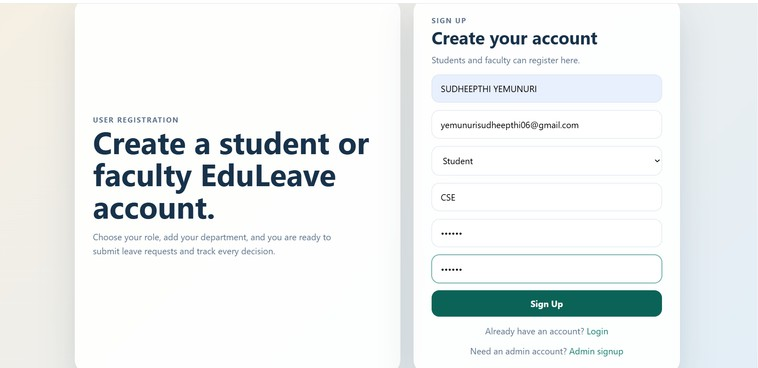 USER REGISTRATION
Create a student or
faculty EduLeave
account.
Choose your role, add your department, and you are ready to
submit leave requests and track every decision.
SIGN UP
Create your account
Students and faculty can register here.
SUDHEEPTHI YEMUNURI
yemunurisudheepthi06@gmail.com
Student
CSE
••••••
••••••
Sign Up
Already have an account? Login
Need an admin account? Admin signup